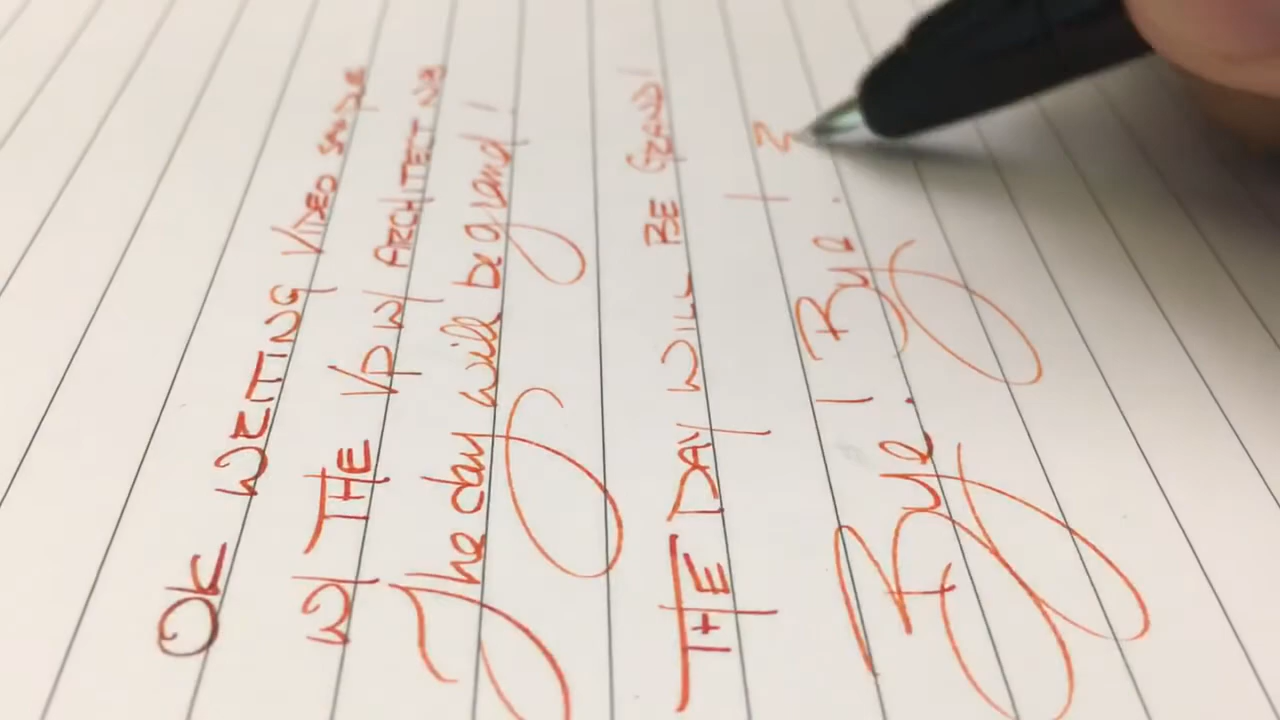 OK WRITING VIDEO SAMPLE
W/ THE VP W/ ARCHITECT NIB
The day will be grand!
THE DAY WILL BE GRAND!
Bye! Bye!